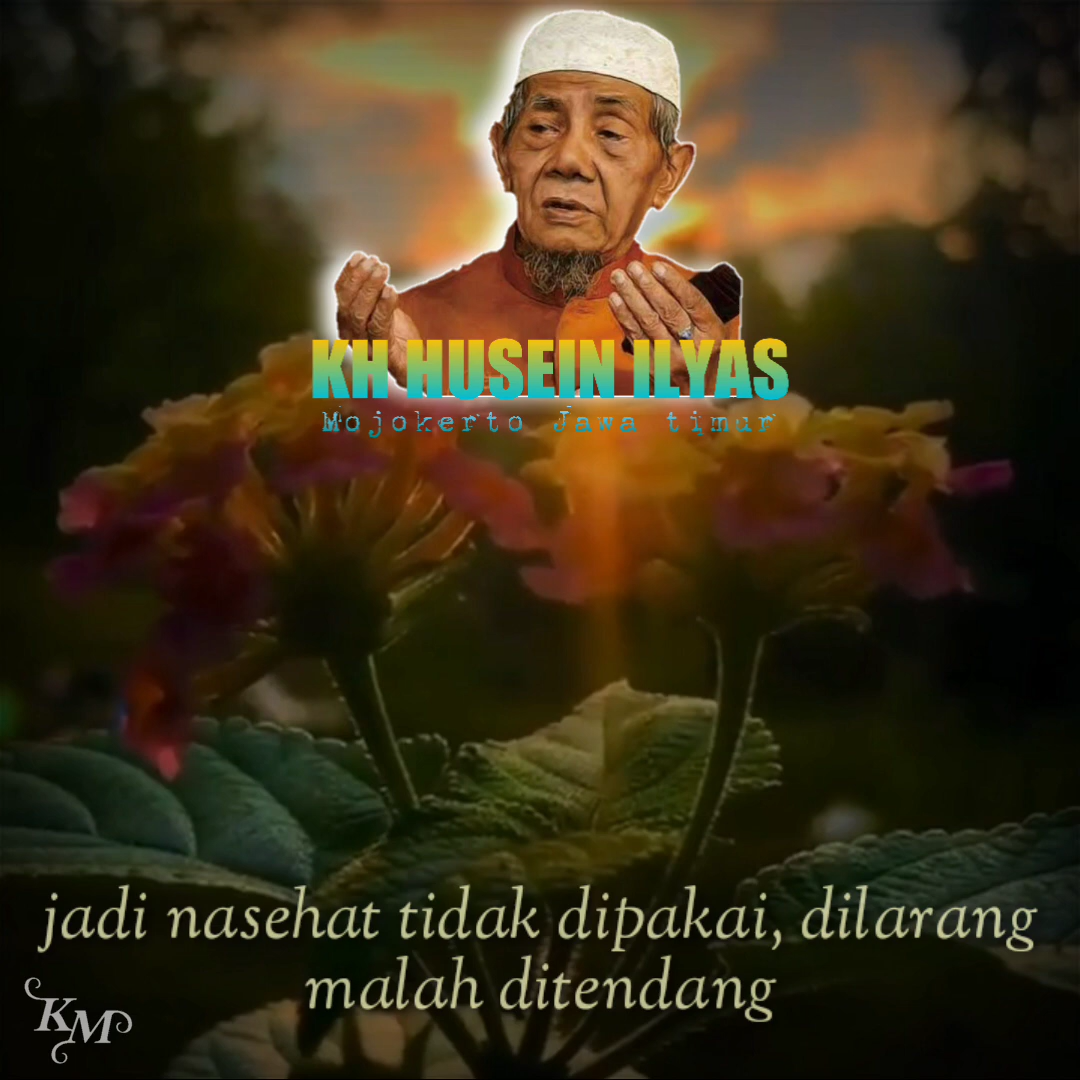 KH HUSEIN ILYAS
Mojokerto Jawa timur
jadi nasehat tidak dipakai, dilarang
malah ditendang
KM